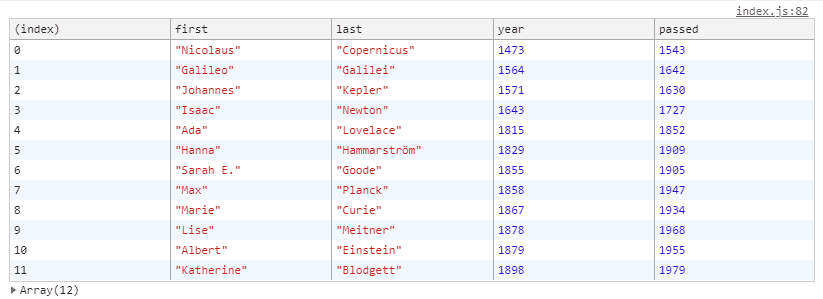 index.js:82
(index) first last year passed
0 "Nicolaus" "Copernicus" 1473 1543
1 "Galileo" "Galilei" 1564 1642
2 "Johannes" "Kepler" 1571 1630
3 "Isaac" "Newton" 1643 1727
4 "Ada" "Lovelace" 1815 1852
5 "Hanna" "Hammarström" 1829 1909
6 "Sarah E." "Goode" 1855 1905
7 "Max" "Planck" 1858 1947
8 "Marie" "Curie" 1867 1934
9 "Lise" "Meitner" 1878 1968
10 "Albert" "Einstein" 1879 1955
11 "Katherine" "Blodgett" 1898 1979
Array(12)